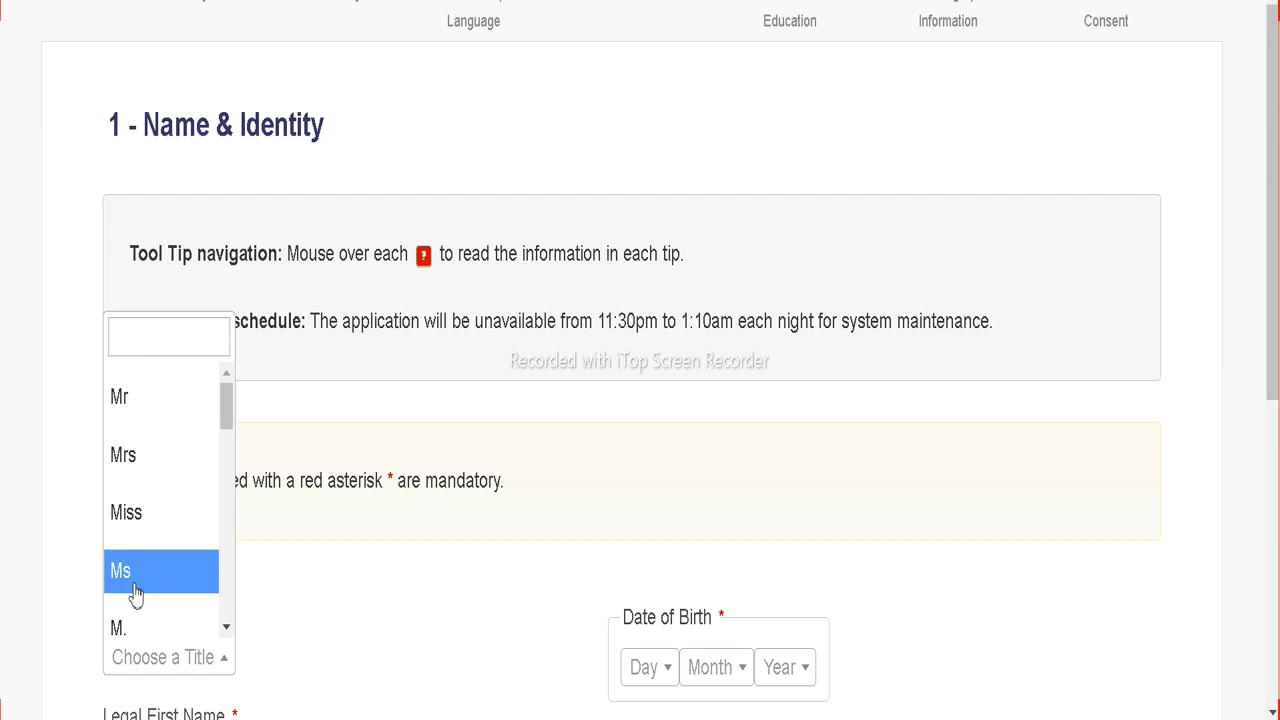 Language
Education
Information
Consent
1 - Name & Identity
Tool Tip navigation: Mouse over each ? to read the information in each tip.
schedule: The application will be unavailable from 11:30pm to 1:10am each night for system maintenance.
Recorded with iTop Screen Recorder
Mr
Mrs
ed with a red asterisk * are mandatory.
Miss
Ms
M.
Choose a Title
Date of Birth *
Day
Month
Year
Legal First Name *